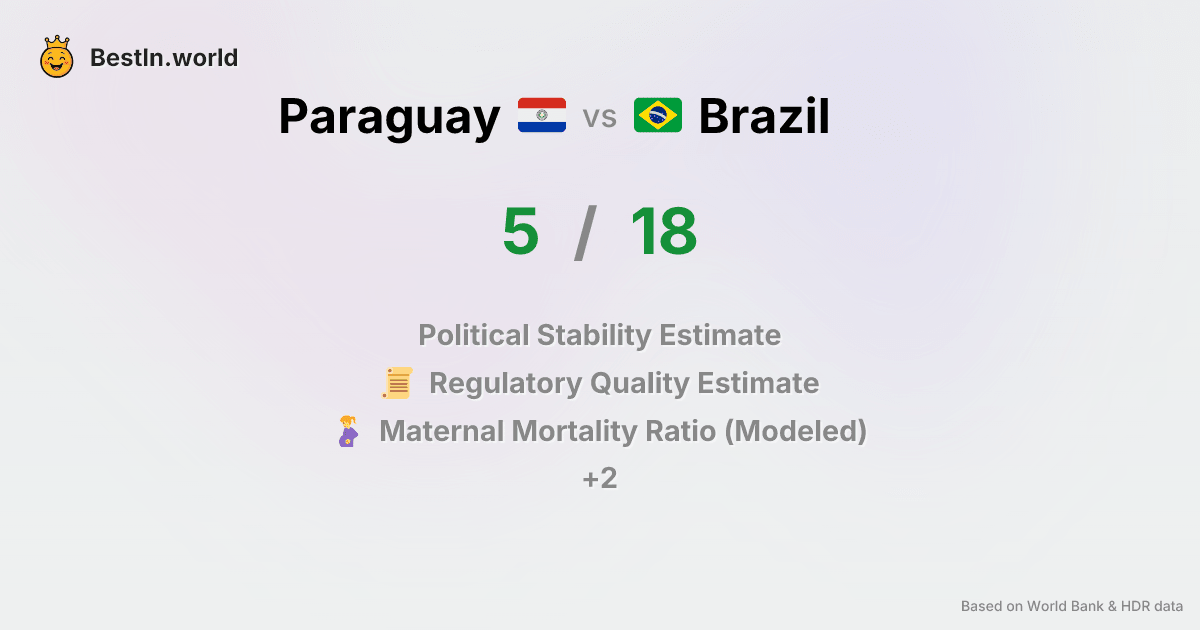 BestIn.world
Paraguay vs Brazil
5 / 18
Political Stability Estimate
Regulatory Quality Estimate
Maternal Mortality Ratio (Modeled)
+2
Based on World Bank & HDR data